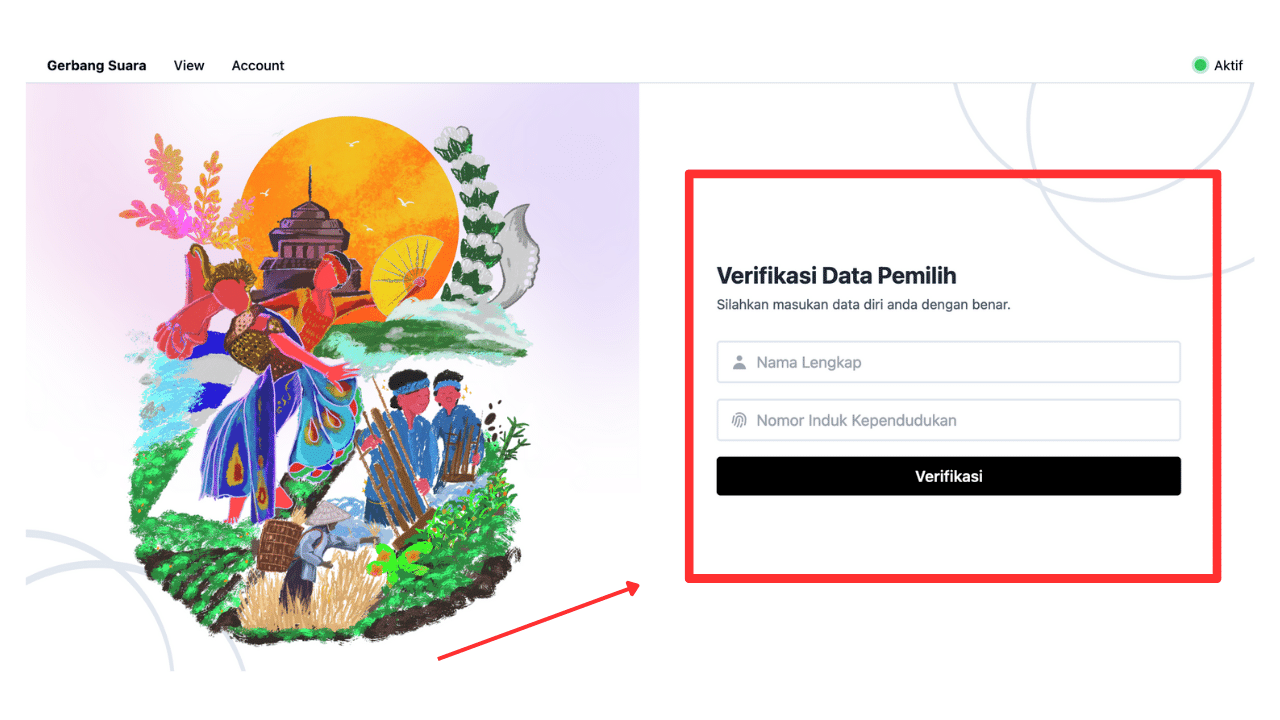 Gerbang Suara View Account Aktif
Verifikasi Data Pemilih
Silahkan masukan data diri anda dengan benar.
Nama Lengkap
Nomor Induk Kependudukan
Verifikasi